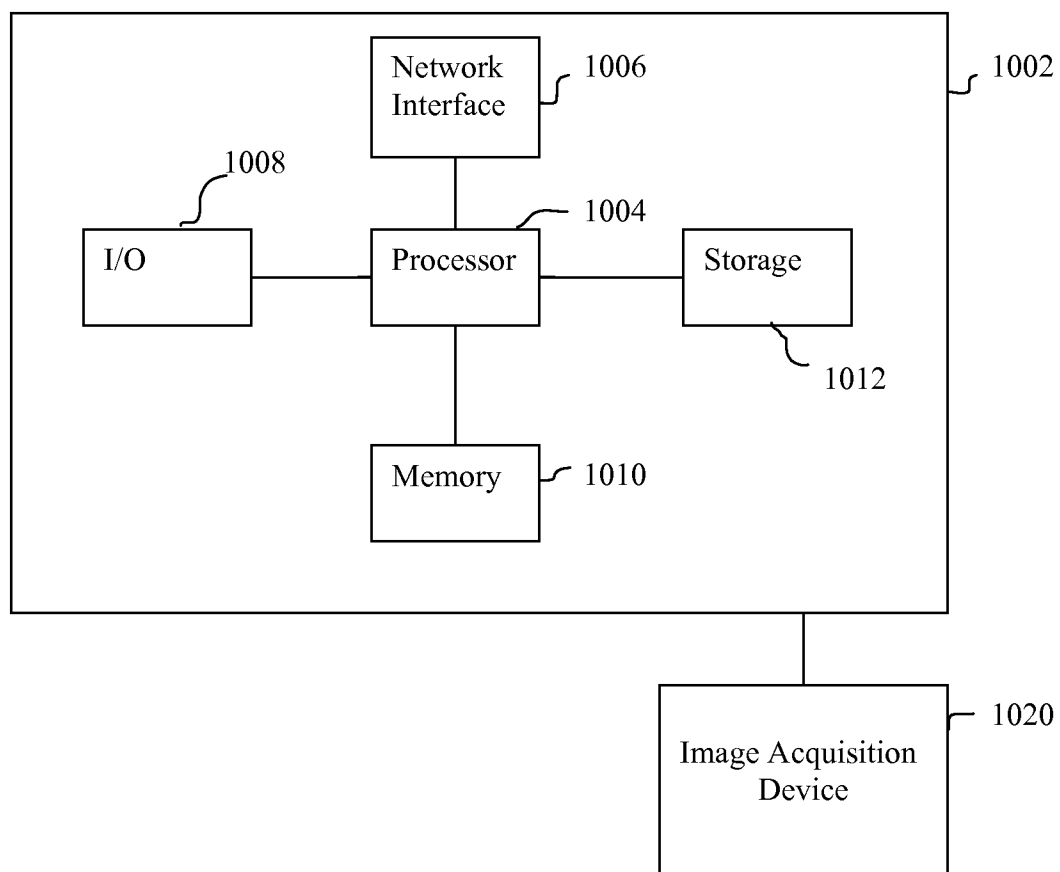 Network
Interface
1006
1002
1008
1004
I/O
Processor
Storage
1012
Memory
1010
1020
Image Acquisition
Device